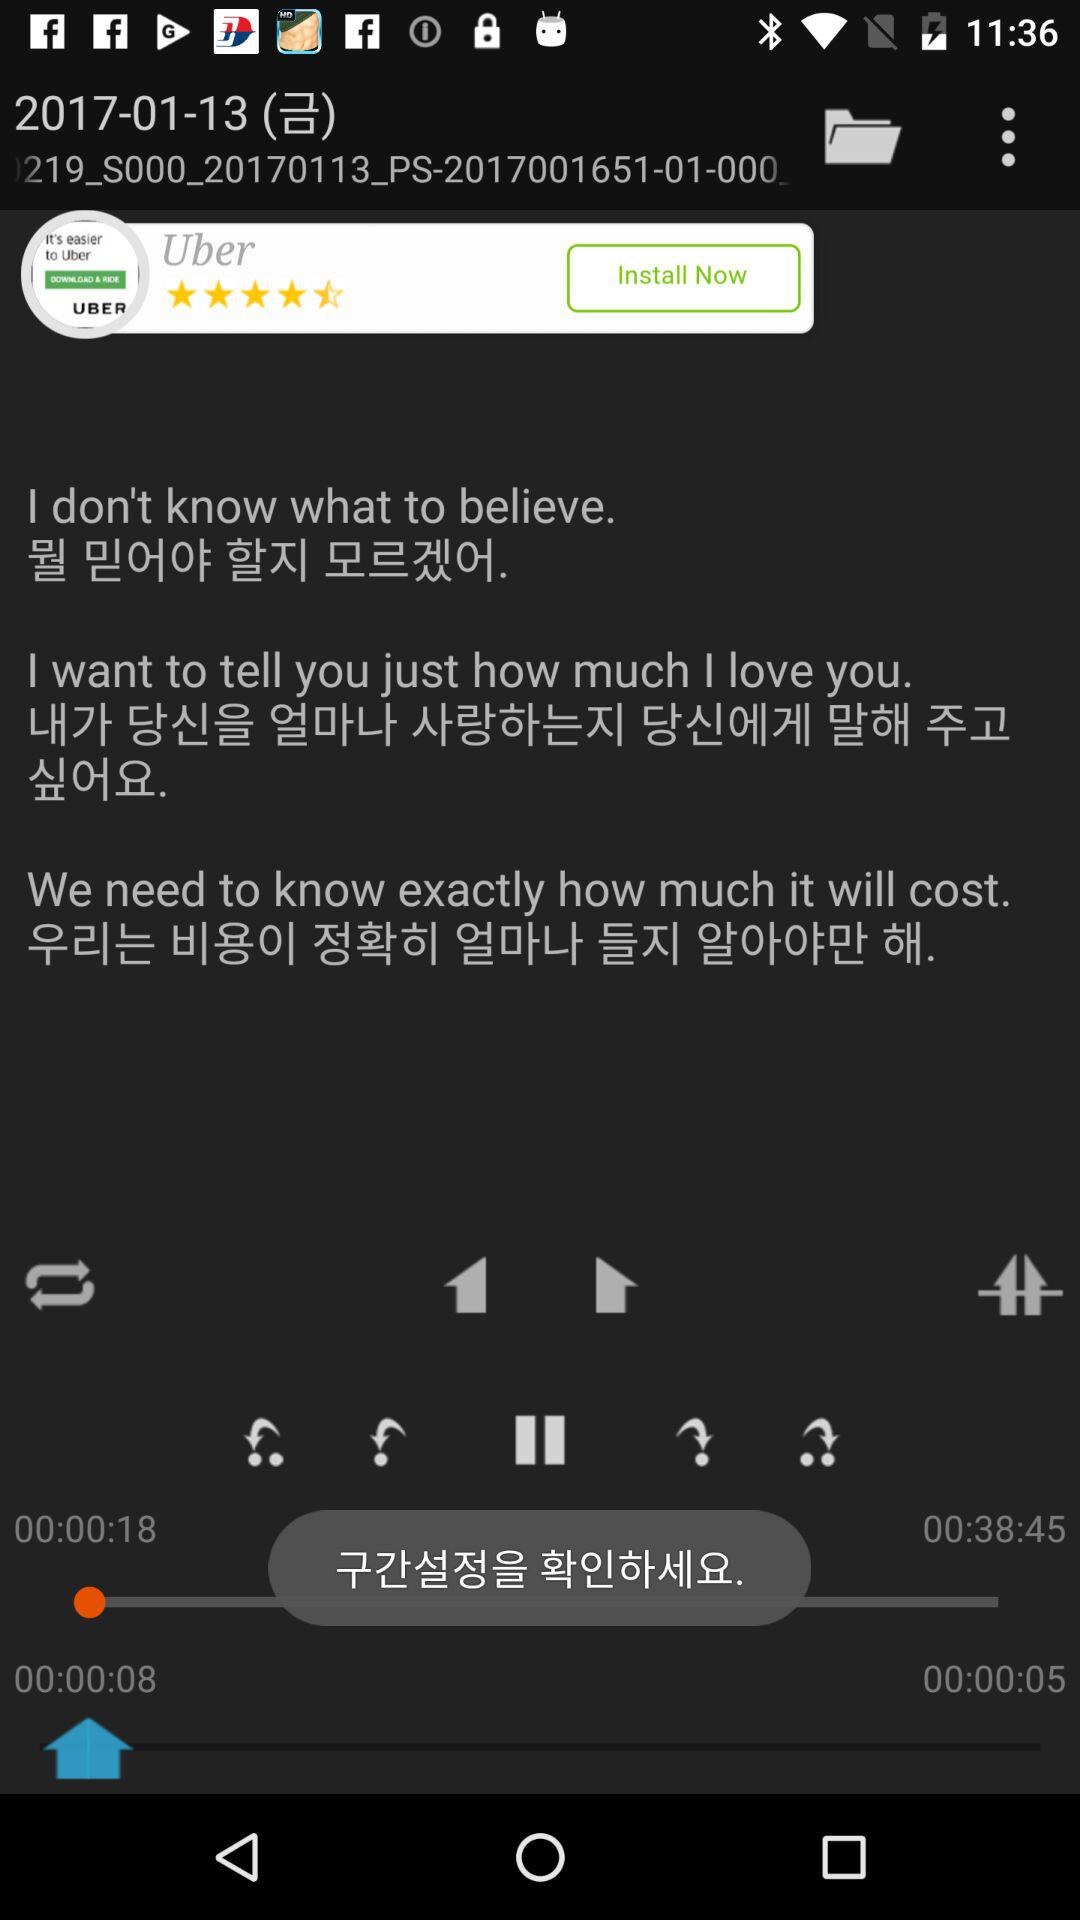 11:36
2017-01-13 (금)
219_S000_20170113_PS-2017001651-01-000_
It's easier
to Uber
DOWNLOAD & RIDE
UBER
Uber
Install Now
I don't know what to believe.
뭘 믿어야 할지 모르겠어.
I want to tell you just how much I love you.
내가 당신을 얼마나 사랑하는지 당신에게 말해 주고
싶어요.
We need to know exactly how much it will cost.
우리는 비용이 정확히 얼마나 들지 알아야만 해.
00:00:18
00:38:45
구간설정을 확인하세요.
00:00:08
00:00:05